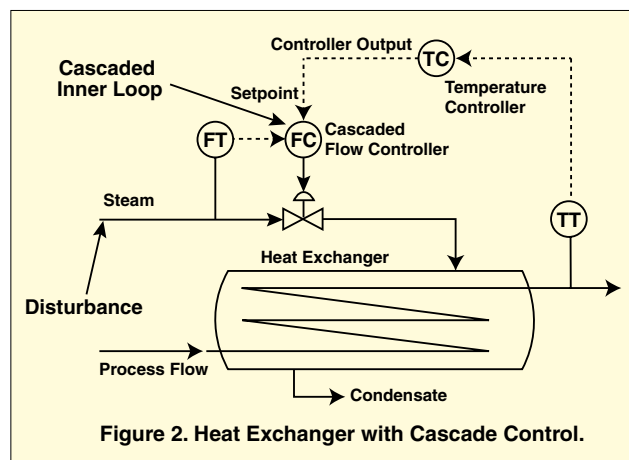 Controller Output
TC
Cascaded
Inner Loop
Setpoint
Temperature
Controller
FT
FC
Cascaded
Flow Controller
Steam
TT
Heat Exchanger
Disturbance
Process Flow
Condensate
Figure 2. Heat Exchanger with Cascade Control.